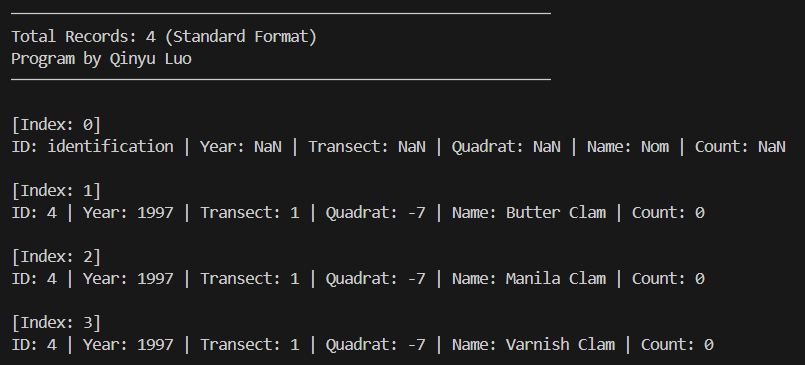 Total Records: 4 (Standard Format)
Program by Qinyu Luo
[Index: 0]
ID: identification | Year: NaN | Transect: NaN | Quadrat: NaN | Name: Nom | Count: NaN
[Index: 1]
ID: 4 | Year: 1997 | Transect: 1 | Quadrat: -7 | Name: Butter Clam | Count: 0
[Index: 2]
ID: 4 | Year: 1997 | Transect: 1 | Quadrat: -7 | Name: Manila Clam | Count: 0
[Index: 3]
ID: 4 | Year: 1997 | Transect: 1 | Quadrat: -7 | Name: Varnish Clam | Count: 0